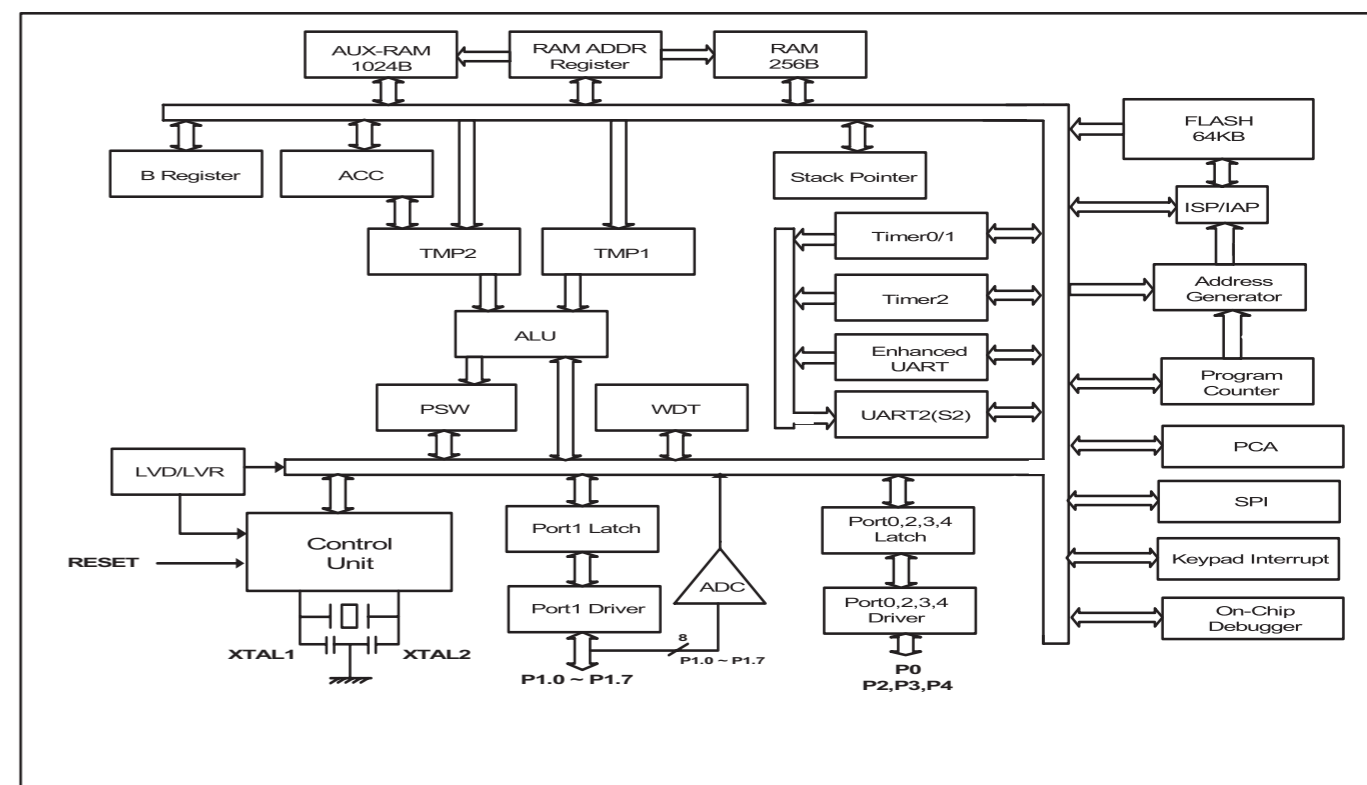 AUX-RAM
1024B
RAM ADDR
Register
RAM
256B
FLASH
64KB
B Register
ACC
Stack Pointer
ISP/IAP
TMP2
TMP1
Timer0/1
Address
Generator
Timer2
ALU
Enhanced
UART
Program
Counter
PSW
WDT
UART2(S2)
PCA
LVD/LVR
SPI
Control
Unit
Port1 Latch
Port0,2,3,4
Latch
Keypad Interrupt
RESET
ADC
Port1 Driver
Port0,2,3,4
Driver
On-Chip
Debugger
8
XTAL1
XTAL2
P1.0 ~ P1.7
P1.0 ~ P1.7
P0
P2,P3,P4